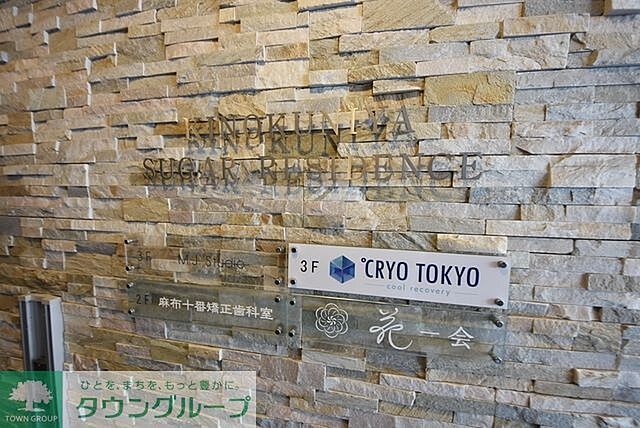 KINOKUNIYA
SUGAR RESIDENCE
3F M.I Studio
3F °CRYO TOKYO
cool recovery
2F 麻布十番矯正歯科室
花一会
TOWN GROUP
ひとを、まちを、もっと豊かに。
タウングループ